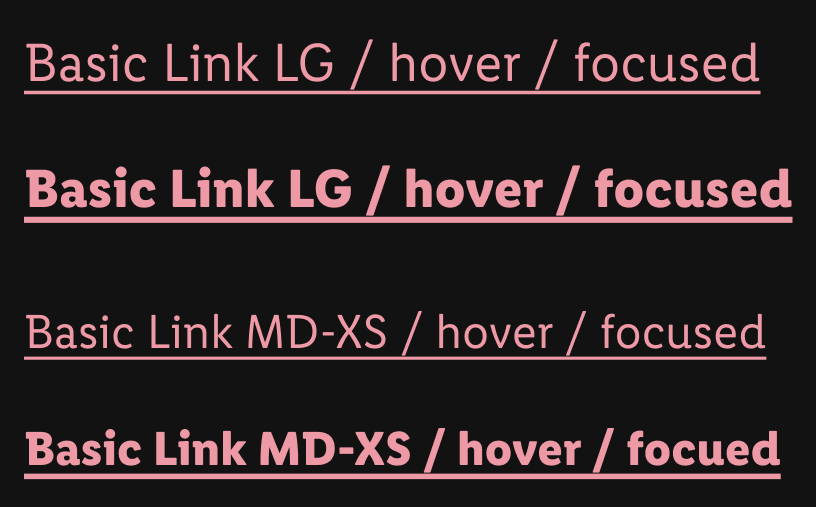 Basic Link LG / hover / focused
Basic Link LG / hover / focused
Basic Link MD-XS / hover / focused
Basic Link MD-XS / hover / focued